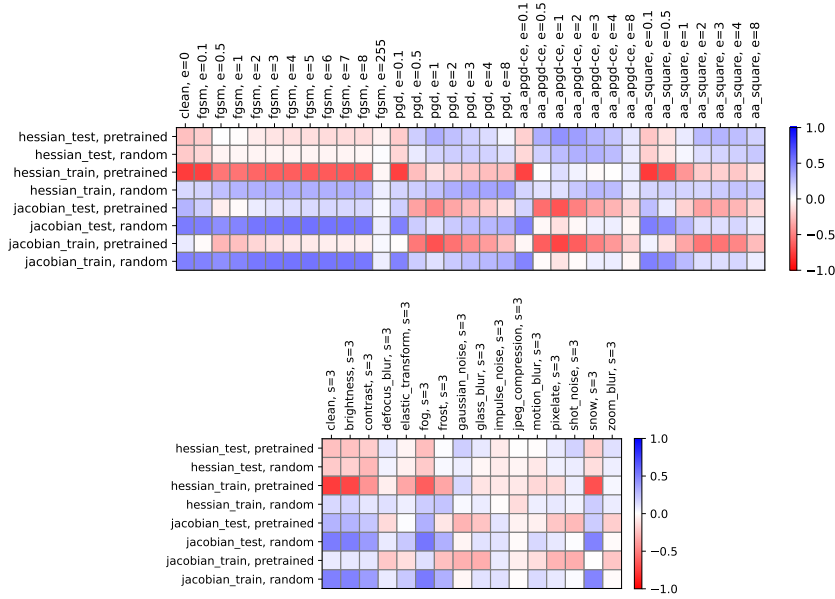 clean, e=0
fgsm, e=0.1
fgsm, e=0.5
fgsm, e=1
fgsm, e=2
fgsm, e=3
fgsm, e=4
fgsm, e=5
fgsm, e=6
fgsm, e=7
fgsm, e=8
fgsm, e=255
pgd, e=0.1
pgd, e=0.5
pgd, e=1
pgd, e=2
pgd, e=3
pgd, e=4
pgd, e=8
aa_apgd-ce, e=0.1
aa_apgd-ce, e=0.5
aa_apgd-ce, e=1
aa_apgd-ce, e=2
aa_apgd-ce, e=3
aa_apgd-ce, e=4
aa_apgd-ce, e=8
aa_square, e=0.1
aa_square, e=0.5
aa_square, e=1
aa_square, e=2
aa_square, e=3
aa_square, e=4
aa_square, e=8
hessian_test, pretrained
hessian_test, random
hessian_train, pretrained
hessian_train, random
jacobian_test, pretrained
jacobian_test, random
jacobian_train, pretrained
jacobian_train, random
1.0
0.5
0.0
−0.5
−1.0
clean, s=3
brightness, s=3
contrast, s=3
defocus_blur, s=3
elastic_transform, s=3
fog, s=3
frost, s=3
gaussian_noise, s=3
glass_blur, s=3
impulse_noise, s=3
jpeg_compression, s=3
motion_blur, s=3
pixelate, s=3
shot_noise, s=3
snow, s=3
zoom_blur, s=3
hessian_test, pretrained
hessian_test, random
hessian_train, pretrained
hessian_train, random
jacobian_test, pretrained
jacobian_test, random
jacobian_train, pretrained
jacobian_train, random
1.0
0.5
0.0
−0.5
−1.0